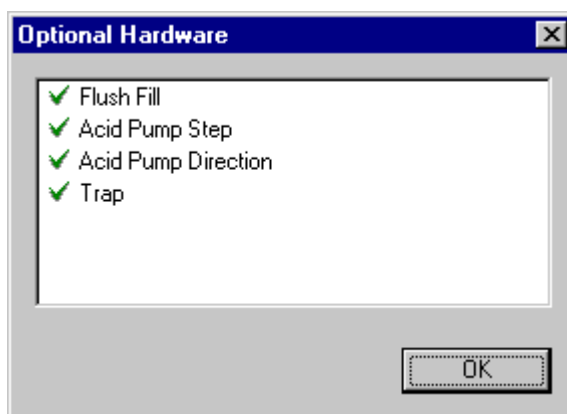 Optional Hardware
Flush Fill
Acid Pump Step
Acid Pump Direction
Trap
OK